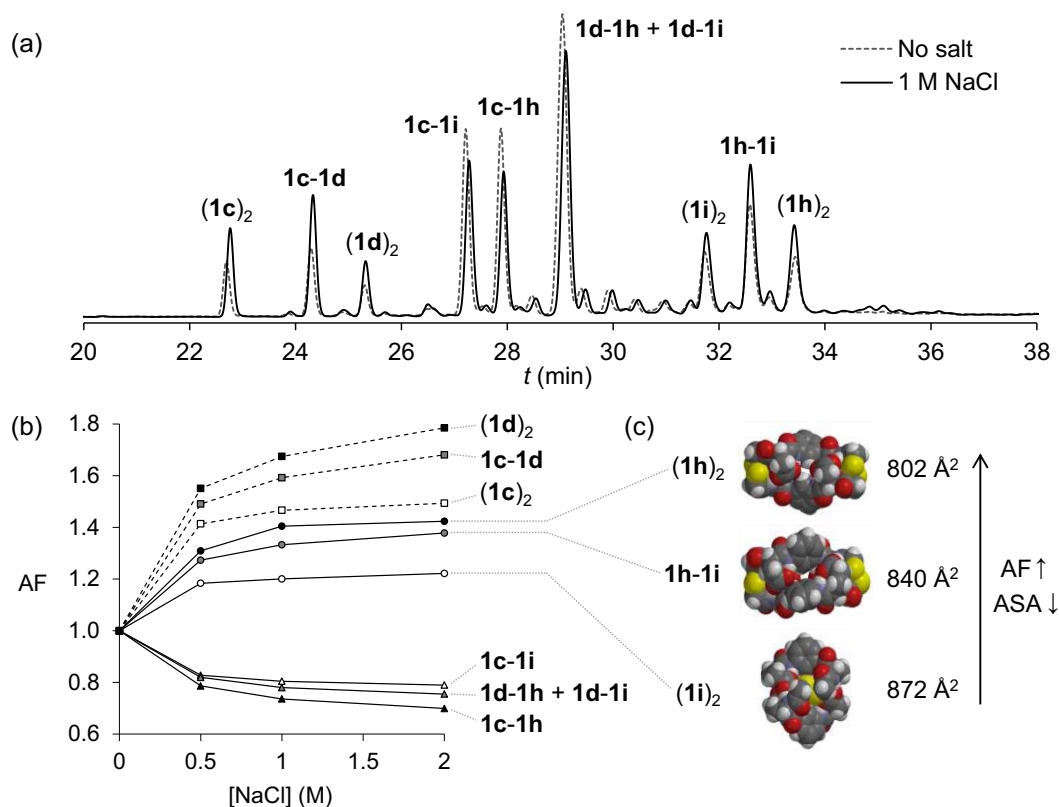 (a)
1d-1h + 1d-1i
No salt
1 M NaCl
1c-1i
1c-1h
1h-1i
1c-1d
(1c)₂
(1d)₂
(1i)₂
(1h)₂
20 22 24 26 28 30 32 34 36 38
t (min)
(b)
(c)
1.8
1.6
1.4
1.2
1.0
0.8
0.6
AF
0 0.5 1 1.5 2
[NaCl] (M)
(1d)₂
1c-1d
(1c)₂
1c-1i
1d-1h + 1d-1i
1c-1h
(1h)₂
802 Å²
1h-1i
840 Å²
(1i)₂
872 Å²
AF ↑
ASA ↓